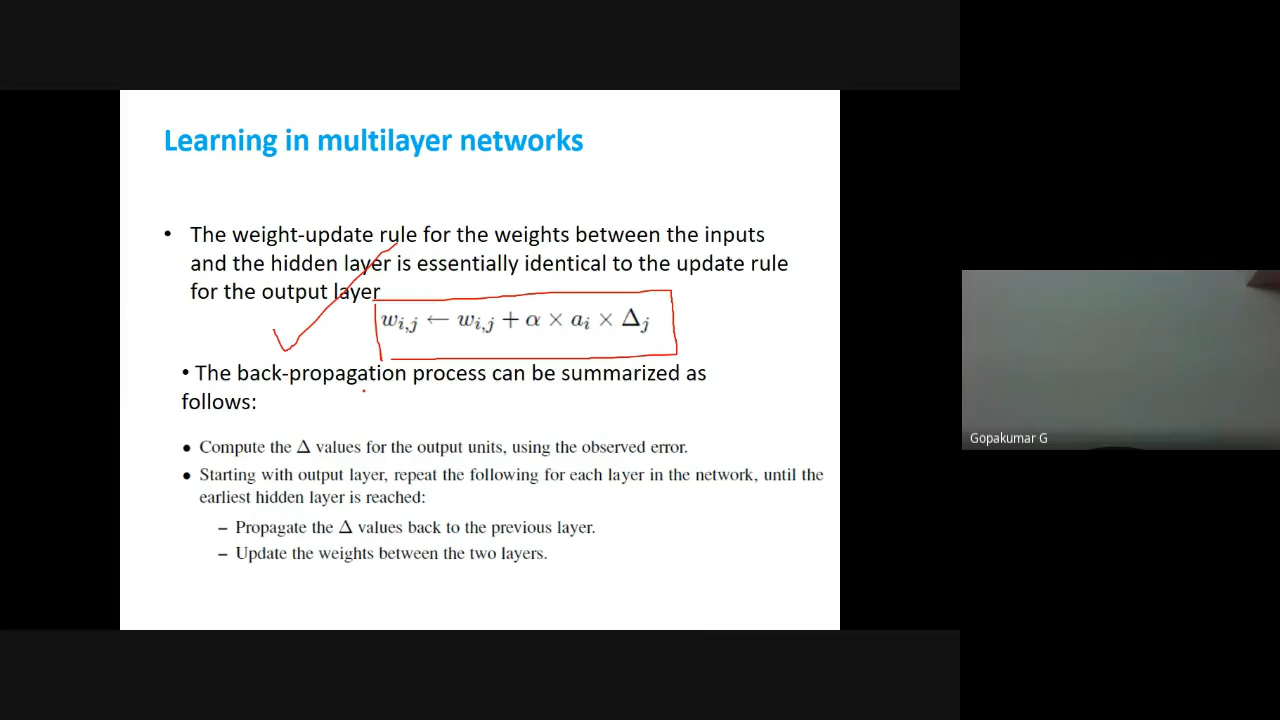 Learning in multilayer networks
• The weight-update rule for the weights between the inputs
and the hidden layer is essentially identical to the update rule
for the output layer
w_{i,j} ← w_{i,j} + α × a_i × Δ_j
• The back-propagation process can be summarized as
follows:
• Compute the Δ values for the output units, using the observed error.
• Starting with output layer, repeat the following for each layer in the network, until the
earliest hidden layer is reached:
– Propagate the Δ values back to the previous layer.
– Update the weights between the two layers.
Gopakumar G